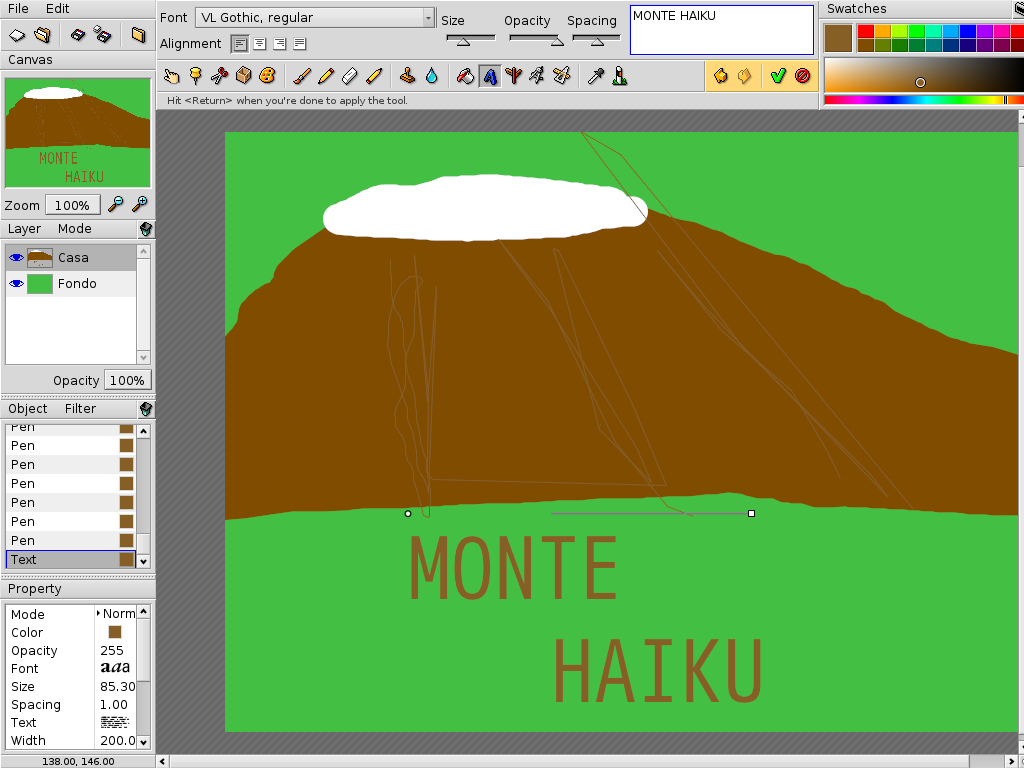 File Edit
Canvas
Zoom 100%
Layer Mode
Casa
Fondo
Opacity 100%
Object Filter
Pen
Pen
Pen
Pen
Pen
Pen
Pen
Text
Property
Mode Norm
Color
Opacity 255
Font aaa
Size 85.30
Spacing 1.00
Text
Width 200.0
138.00, 146.00
Font VL Gothic, regular
Alignment
Size Opacity Spacing
MONTE HAIKU
Swatches
Hit <Return> when you're done to apply the tool.
MONTE
HAIKU
MONTE
HAIKU